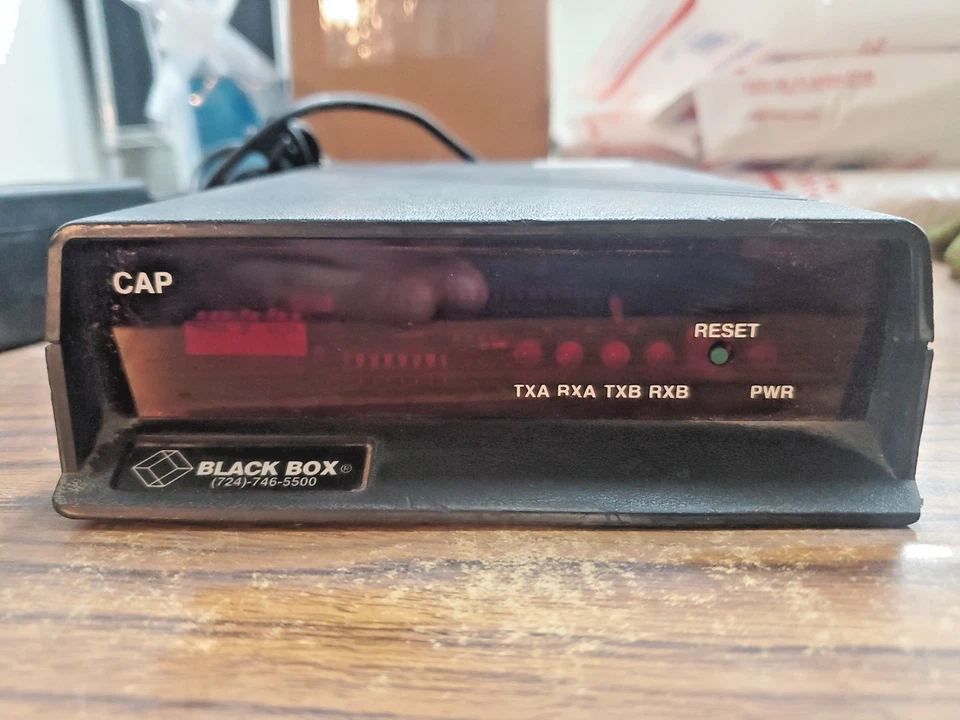 CAP
RESET
TXA RXA TXB RXB PWR
BLACK BOX®
(724)-746-5500